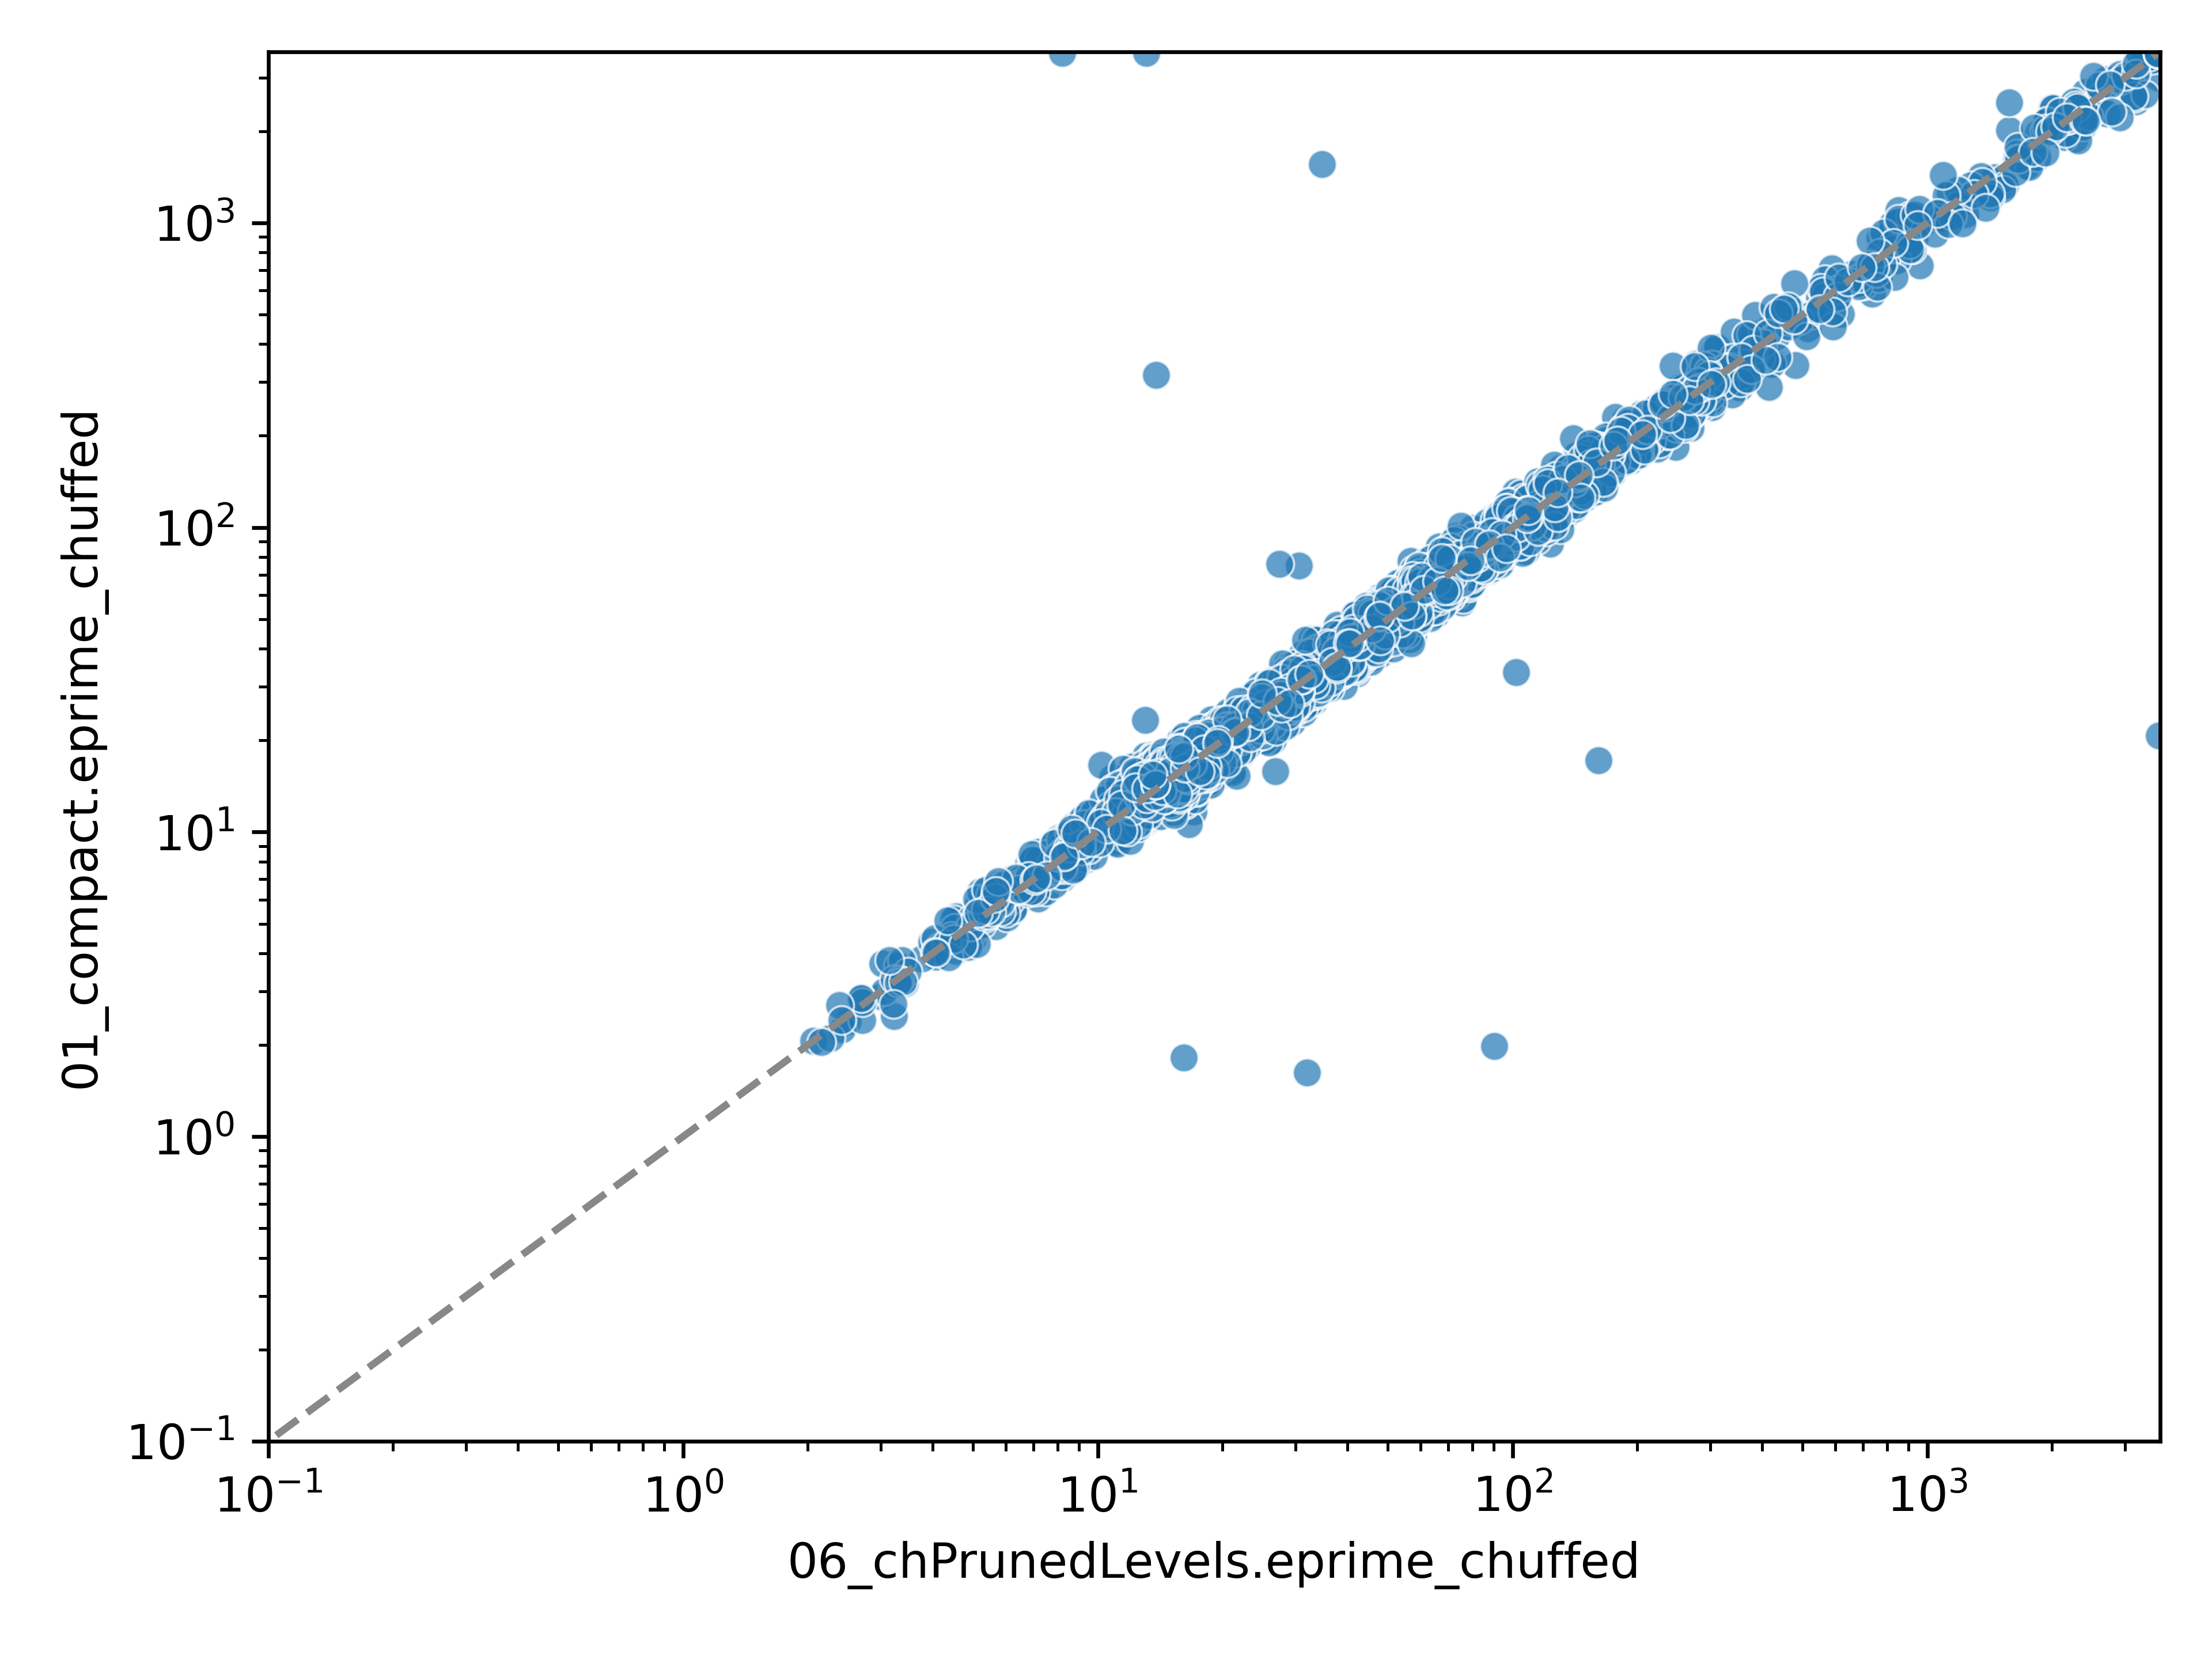 01_compact.eprime_chuffed
10³
10²
10¹
10⁰
10⁻¹
10⁻¹ 10⁰ 10¹ 10² 10³
06_chPrunedLevels.eprime_chuffed